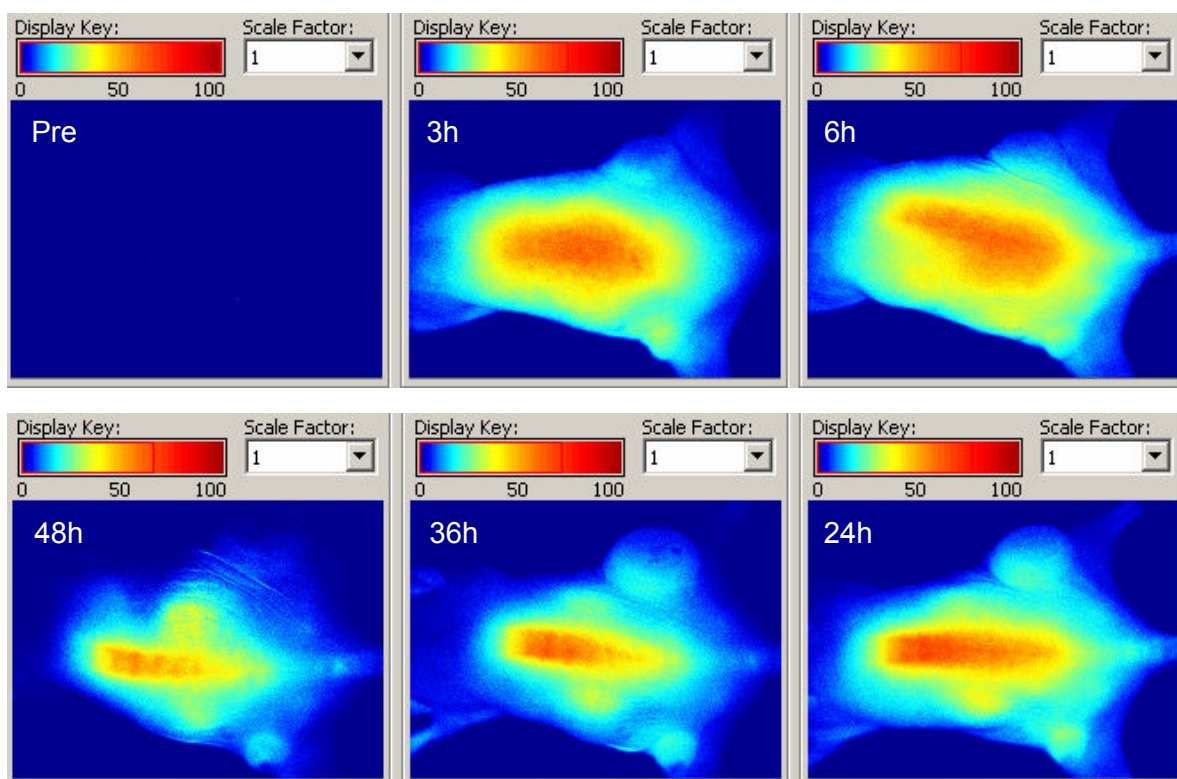 Display Key: Scale Factor: Display Key: Scale Factor: Display Key: Scale Factor:
1 1 1
0 50 100 0 50 100 0 50 100
Pre 3h 6h
Display Key: Scale Factor: Display Key: Scale Factor: Display Key: Scale Factor:
1 1 1
0 50 100 0 50 100 0 50 100
48h 36h 24h